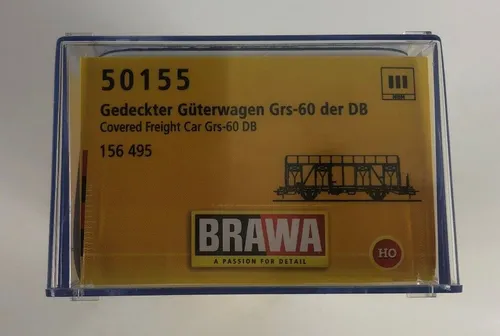 50155
Gedeckter Güterwagen Grs-60 der DB
Covered Freight Car Grs-60 DB
156 495
BRAWA
A PASSION FOR DETAIL
HO